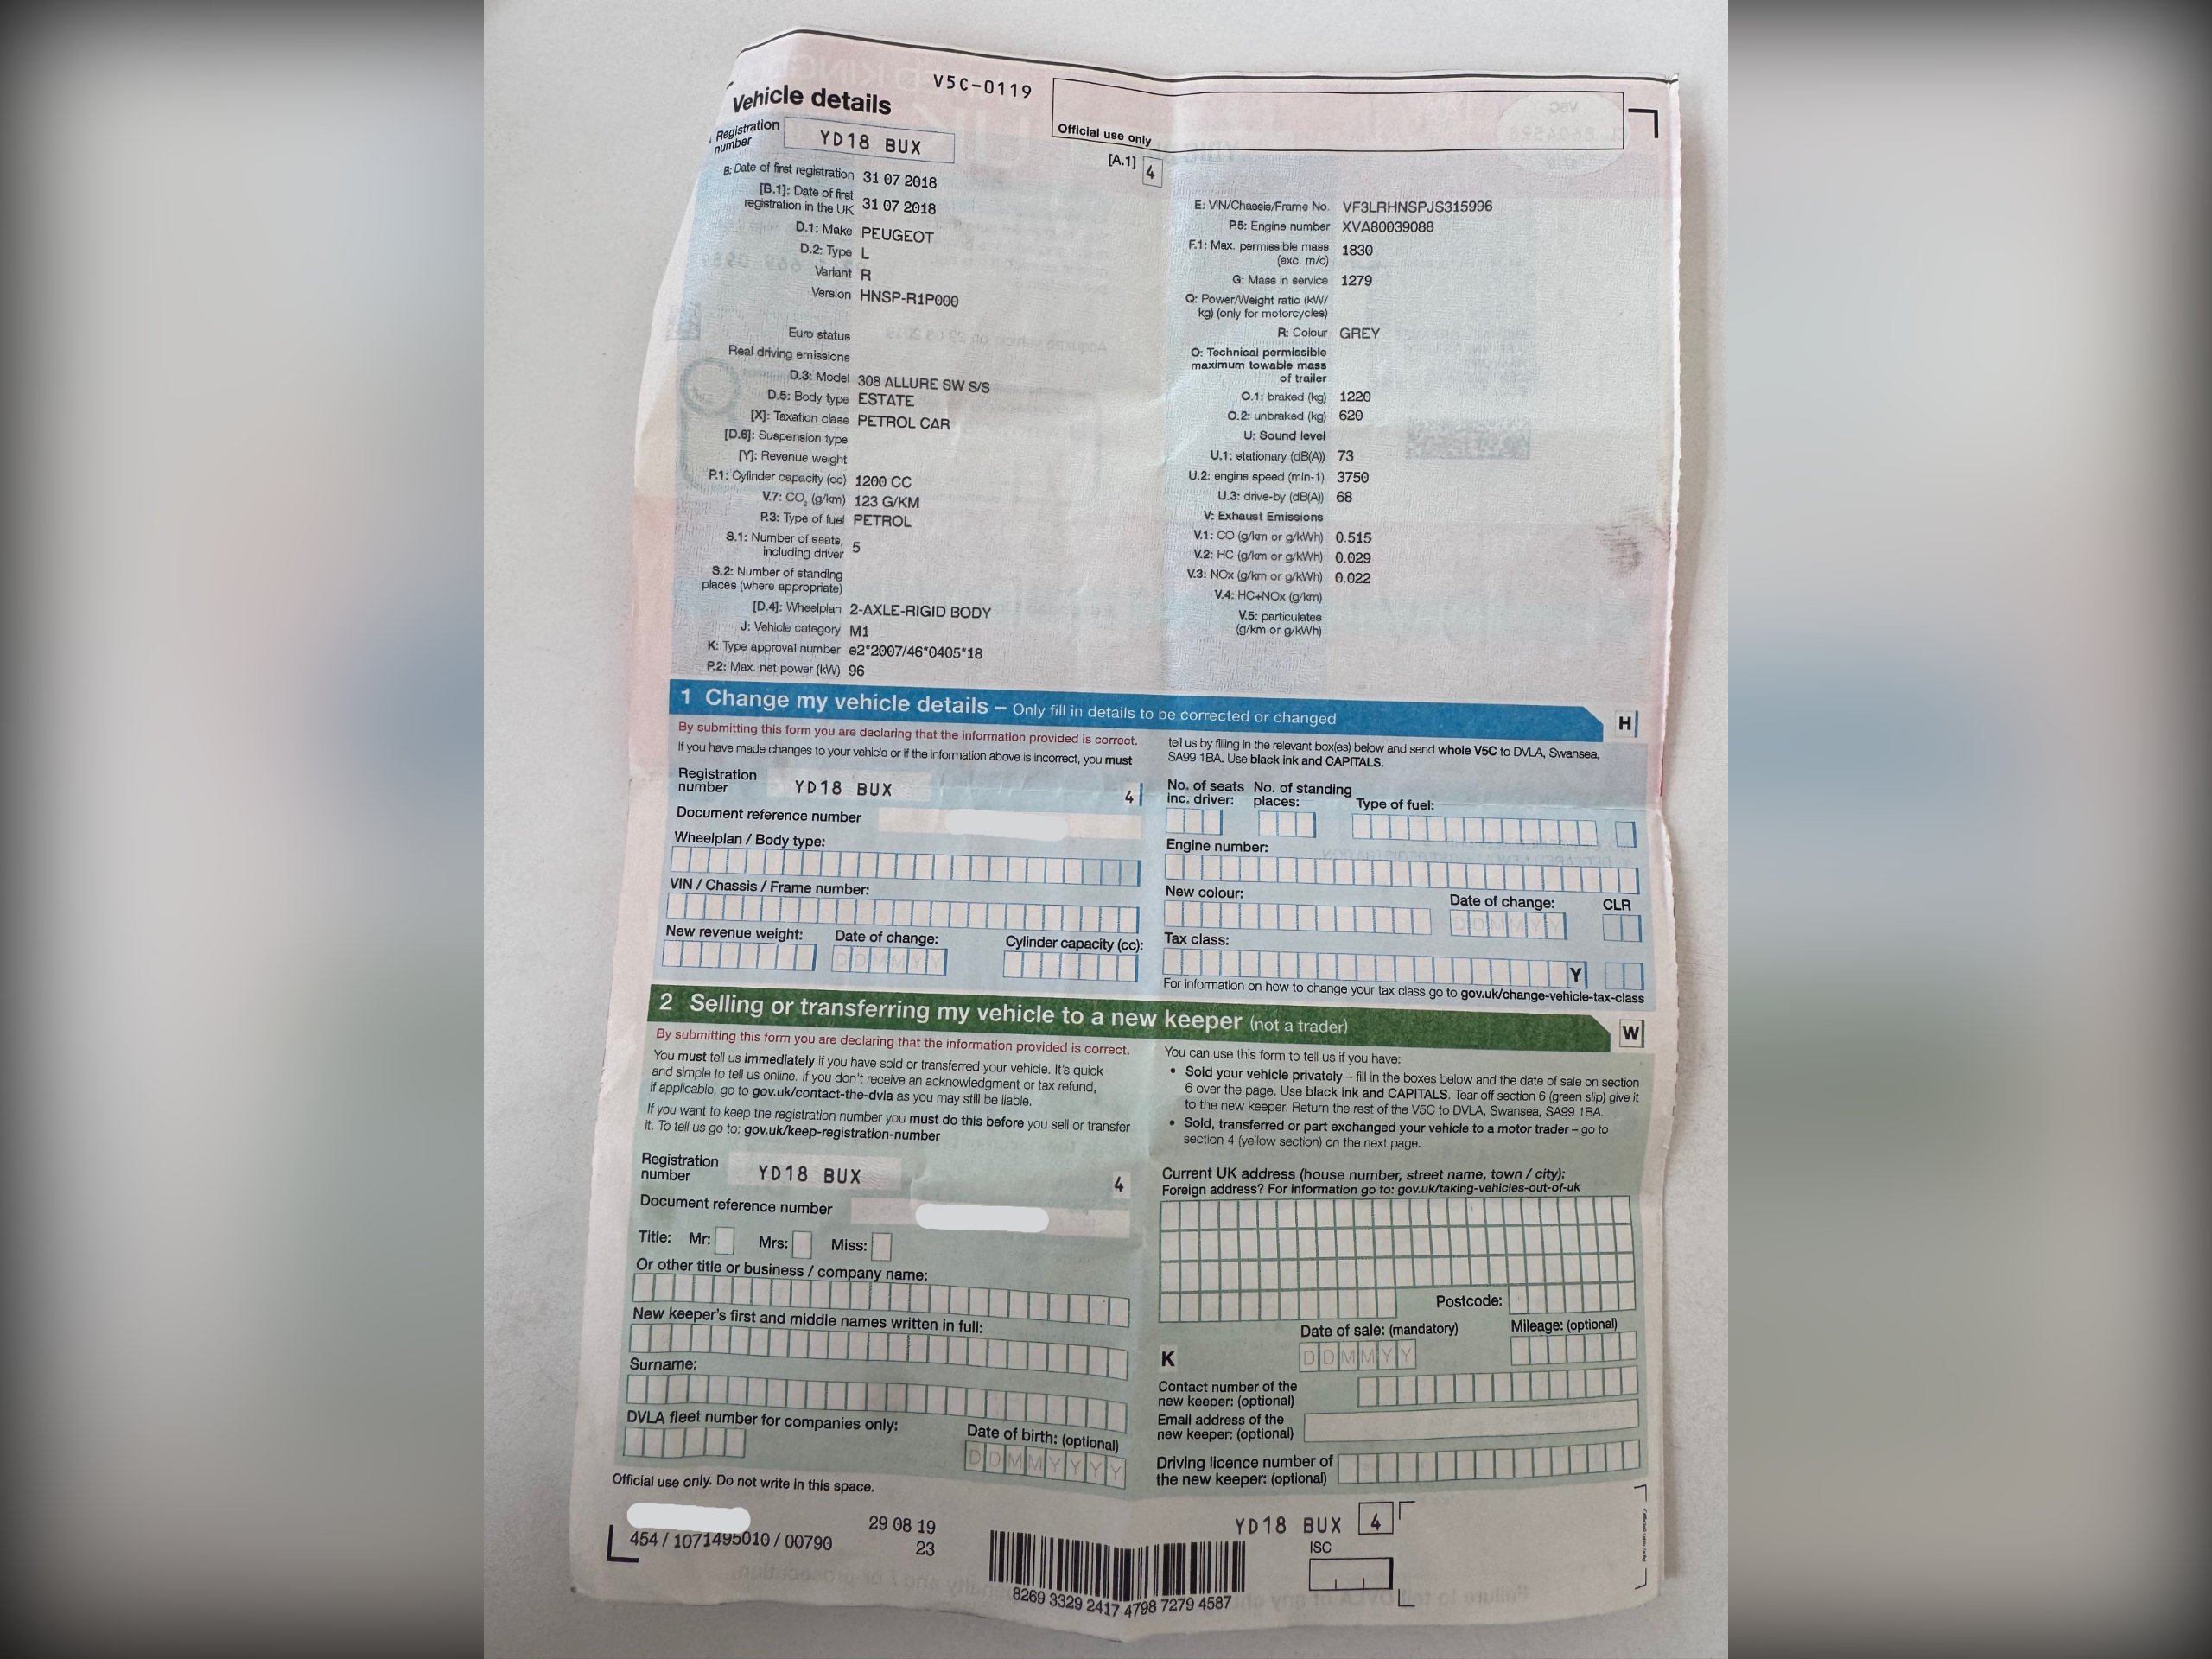 Vehicle details
V5C-0119
Official use only
Registration number YD18 BUX
[A.1] 4
B: Date of first registration 31 07 2018
[B.1]: Date of first registration in the UK 31 07 2018
D.1: Make PEUGEOT
D.2: Type L
Variant R
Version HNSP-R1P000
Euro status
Real driving emissions
D.3: Model 308 ALLURE SW S/S
D.5: Body type ESTATE
[X]: Taxation class PETROL CAR
[D.6]: Suspension type
[Y]: Revenue weight
P.1: Cylinder capacity (cc) 1200 CC
V.7: CO₂ (g/km) 123 G/KM
P.3: Type of fuel PETROL
S.1: Number of seats, including driver 5
S.2: Number of standing places (where appropriate)
[D.4]: Wheelplan 2-AXLE-RIGID BODY
J: Vehicle category M1
K: Type approval number e2*2007/46*0405*18
P.2: Max. net power (kW) 96
E: VIN/Chassis/Frame No. VF3LRHNSPJS315996
P.5: Engine number XVA80039088
F.1: Max. permissible mass (exc. m/c) 1830
G: Mass in service 1279
Q: Power/Weight ratio (kW/kg) (only for motorcycles)
R: Colour GREY
O: Technical permissible maximum towable mass of trailer
O.1: braked (kg) 1220
O.2: unbraked (kg) 620
U: Sound level
U.1: stationary (dB(A)) 73
U.2: engine speed (min-1) 3750
U.3: drive-by (dB(A)) 68
V: Exhaust Emissions
V.1: CO (g/km or g/kWh) 0.515
V.2: HC (g/km or g/kWh) 0.029
V.3: NOx (g/km or g/kWh) 0.022
V.4: HC+NOx (g/km)
V.5: particulates (g/km or g/kWh)
1 Change my vehicle details – Only fill in details to be corrected or changed
H
By submitting this form you are declaring that the information provided is correct.
If you have made changes to your vehicle or if the information above is incorrect, you must
tell us by filling in the relevant box(es) below and send whole V5C to DVLA, Swansea,
SA99 1BA. Use black ink and CAPITALS.
Registration number YD18 BUX 4
Document reference number
Wheelplan / Body type:
VIN / Chassis / Frame number:
New revenue weight: Date of change: Cylinder capacity (cc):
DDMMYY
No. of seats inc. driver: No. of standing places: Type of fuel:
Engine number:
New colour: Date of change: CLR
DDMMYY
Tax class:
Y
For information on how to change your tax class go to gov.uk/change-vehicle-tax-class
2 Selling or transferring my vehicle to a new keeper (not a trader)
W
By submitting this form you are declaring that the information provided is correct.
You must tell us immediately if you have sold or transferred your vehicle. It's quick
and simple to tell us online. If you don't receive an acknowledgment or tax refund,
if applicable, go to gov.uk/contact-the-dvla as you may still be liable.
If you want to keep the registration number you must do this before you sell or transfer
it. To tell us go to: gov.uk/keep-registration-number
You can use this form to tell us if you have:
• Sold your vehicle privately – fill in the boxes below and the date of sale on section
6 over the page. Use black ink and CAPITALS. Tear off section 6 (green slip) give it
to the new keeper. Return the rest of the V5C to DVLA, Swansea, SA99 1BA.
• Sold, transferred or part exchanged your vehicle to a motor trader – go to
section 4 (yellow section) on the next page.
Registration number YD18 BUX 4
Document reference number
Title: Mr: Mrs: Miss:
Or other title or business / company name:
New keeper's first and middle names written in full:
Surname:
DVLA fleet number for companies only:
Date of birth: (optional)
DDMMYYYY
Current UK address (house number, street name, town / city):
Foreign address? For information go to: gov.uk/taking-vehicles-out-of-uk
Postcode:
Date of sale: (mandatory) Mileage: (optional)
K
DDMMYY
Contact number of the new keeper: (optional)
Email address of the new keeper: (optional)
Driving licence number of the new keeper: (optional)
Official use only. Do not write in this space.
454 / 1071495010 / 00790
29 08 19
23
8269 3329 2417 4798 7279 4587
YD18 BUX 4
ISC